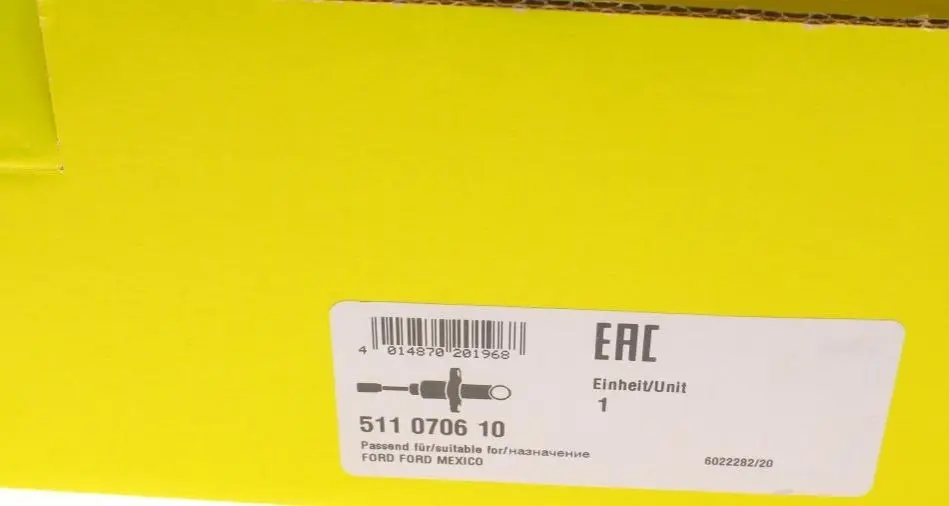 4 014870 201968
EAC
Einheit/Unit
1
511 0706 10
Passend für/suitable for/назначение
FORD FORD MEXICO
6022282/20